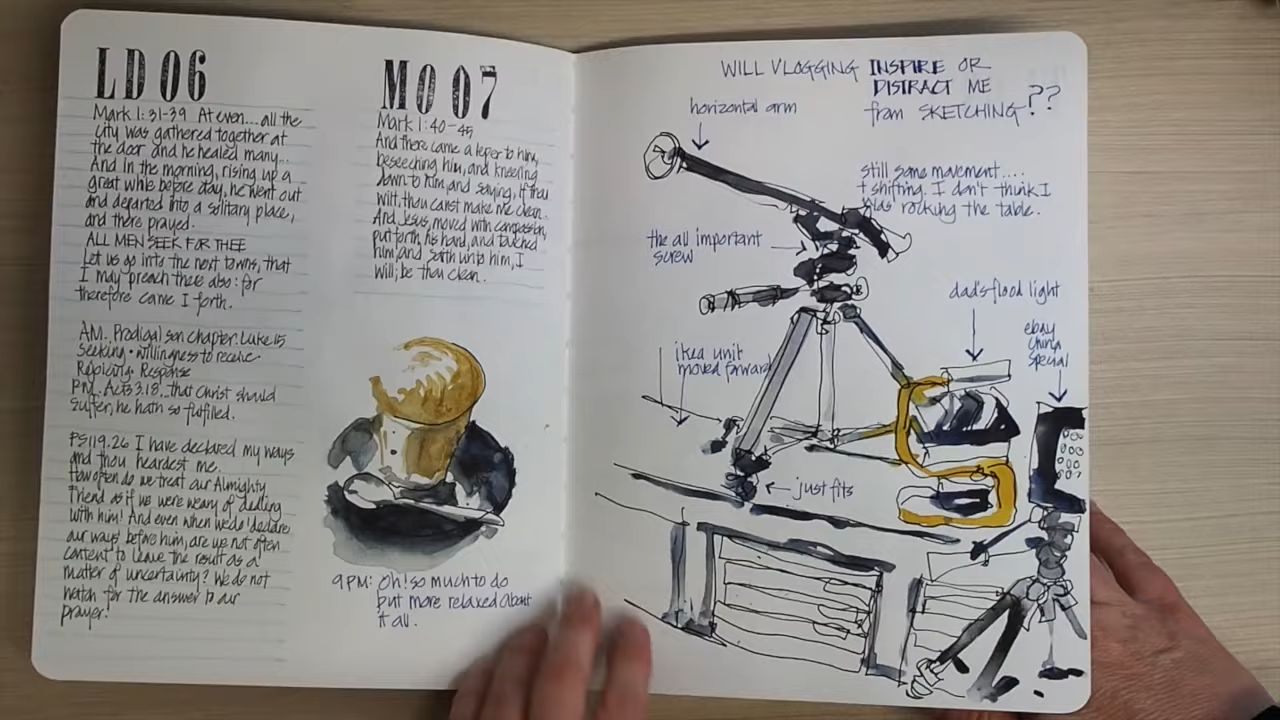 LD 06
Mark 1:31-39 At even... all the
city was gathered together at
the door and he healed many...
And in the morning, rising up a
great while before day, he went out
and departed into a solitary place,
and there prayed.
ALL MEN SEEK FOR THEE
Let us go into the next towns, that
I may preach there also: for
therefore came I forth.
AM. Prodigal son chapter. Luke 15
Seeking • willingness to receive
Rejoicing. Response
PM. Acts 3.18... that Christ should
suffer, he hath so fulfilled.
PS 119.26 I have declared my ways
and thou heardest me.
How often do we treat our Almighty
Friend as if we were weary of dealing
with him! And even when we do 'declare
our ways' before him, are we not often
content to leave the result as a
matter of uncertainty? We do not
watch for the answer to our
prayer!
MO 07
Mark 1:40-45
And there came a leper to him,
beseeching him, and kneeling
down to him, and saying, If thou
wilt, thou canst make me clean.
And Jesus, moved with compassion,
put forth his hand, and touched
him, and saith unto him, I
will; be thou clean.
9 PM: Oh! so much to do
but more relaxed about
it all.
WILL VLOGGING INSPIRE OR
DISTRACT ME
from SKETCHING??
horizontal arm
still some movement....
+ shifting. I don't think I
was rocking the table.
the all important
screw
dad's flood light
ebay
China
special
ikea unit
moved forward
just fits